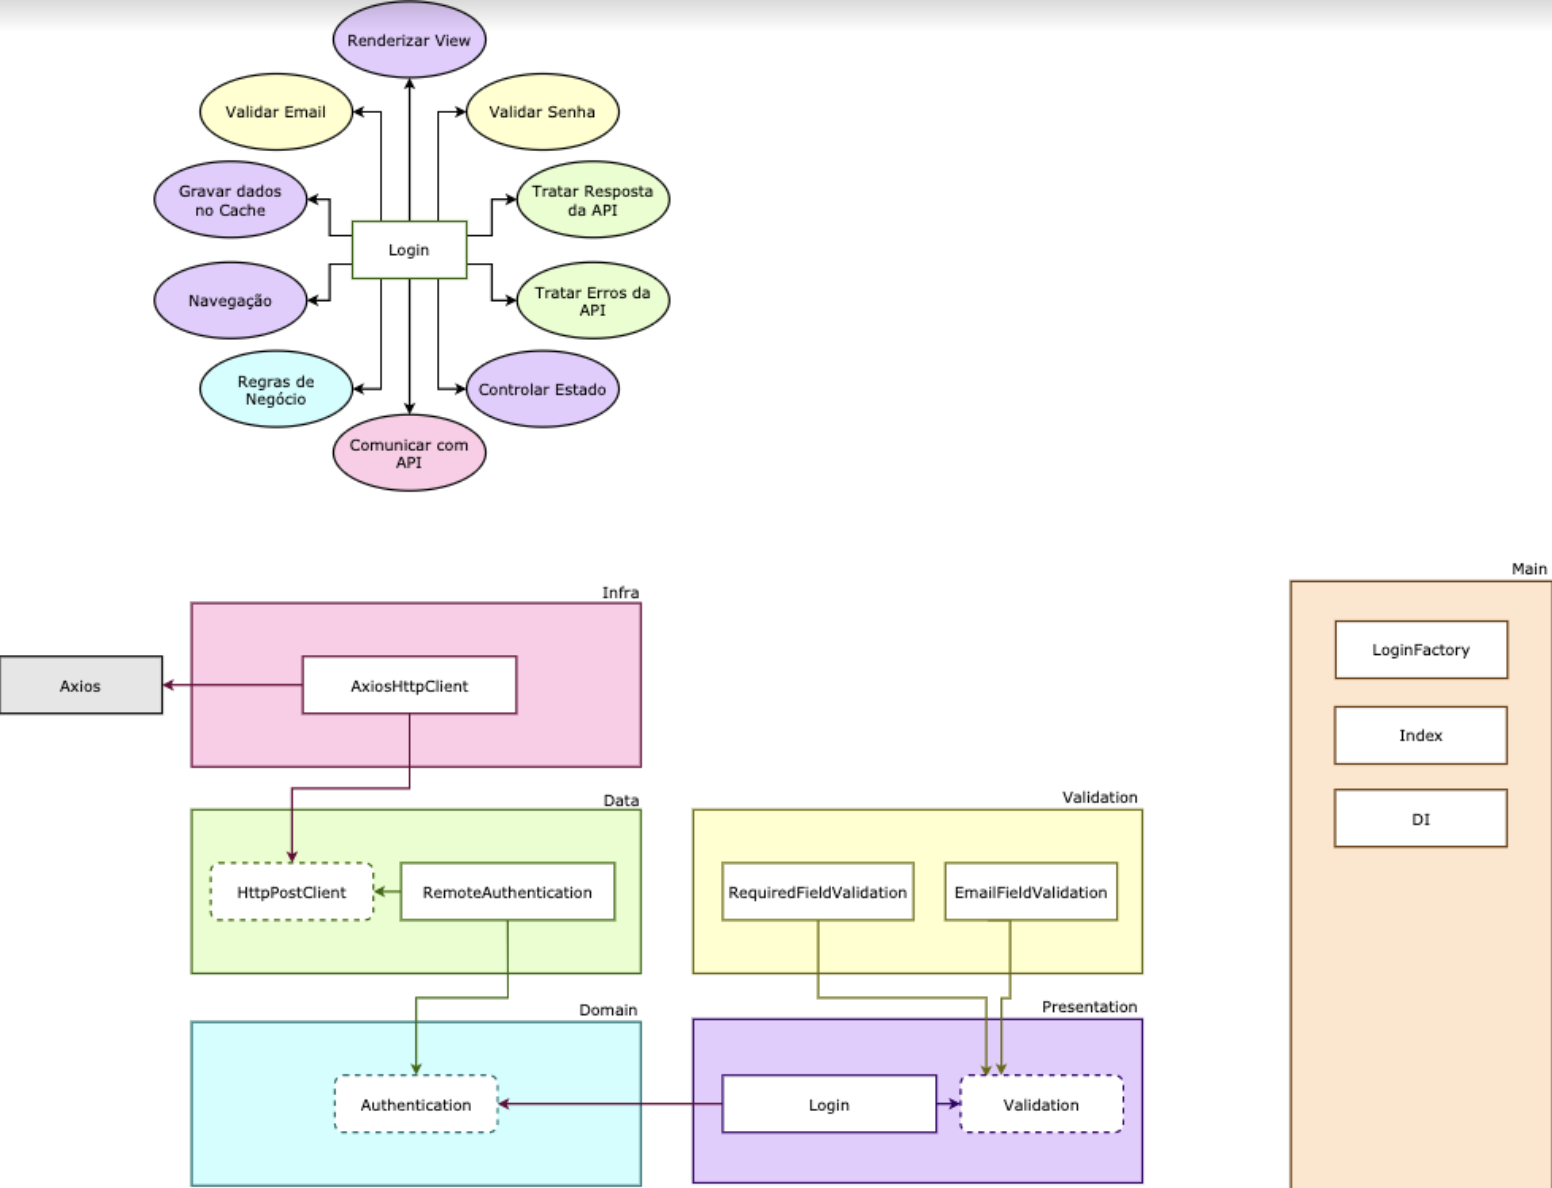 Renderizar View
Validar Email
Validar Senha
Gravar dados
no Cache
Tratar Resposta
da API
Login
Navegação
Tratar Erros da
API
Regras de
Negócio
Controlar Estado
Comunicar com
API
Main
Infra
LoginFactory
Axios
AxiosHttpClient
Index
Data
Validation
DI
HttpPostClient
RemoteAuthentication
RequiredFieldValidation
EmailFieldValidation
Domain
Presentation
Authentication
Login
Validation